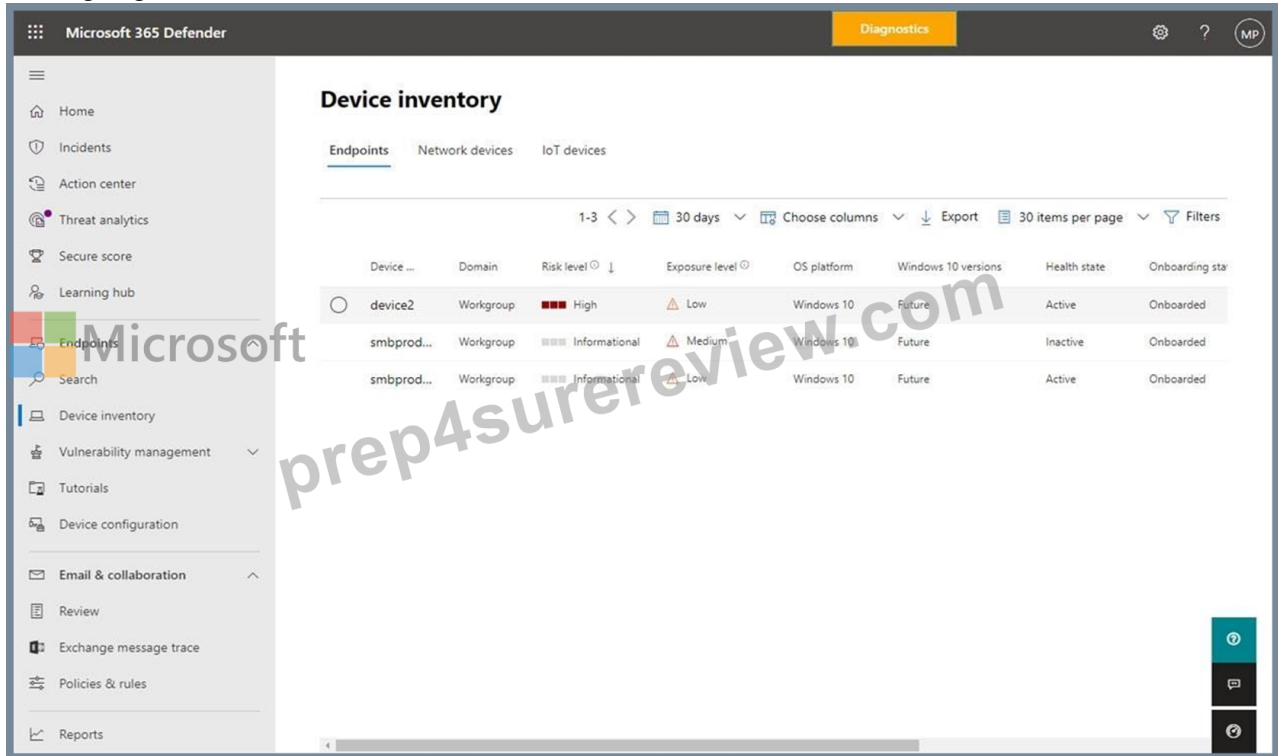 Microsoft 365 Defender
Diagnostics
?
MP
Home
Incidents
Action center
Threat analytics
Secure score
Learning hub
Endpoints
Search
Device inventory
Vulnerability management
Tutorials
Device configuration
Email & collaboration
Review
Exchange message trace
Policies & rules
Reports
Device inventory
Endpoints Network devices IoT devices
1-3 < > 30 days Choose columns Export 30 items per page Filters
Device ... Domain Risk level ↓ Exposure level OS platform Windows 10 versions Health state Onboarding sta
device2 Workgroup High Low Windows 10 Future Active Onboarded
smbprod... Workgroup Informational Medium Windows 10 Future Inactive Onboarded
smbprod... Workgroup Informational Low Windows 10 Future Active Onboarded
Microsoft
prep4surereview.com